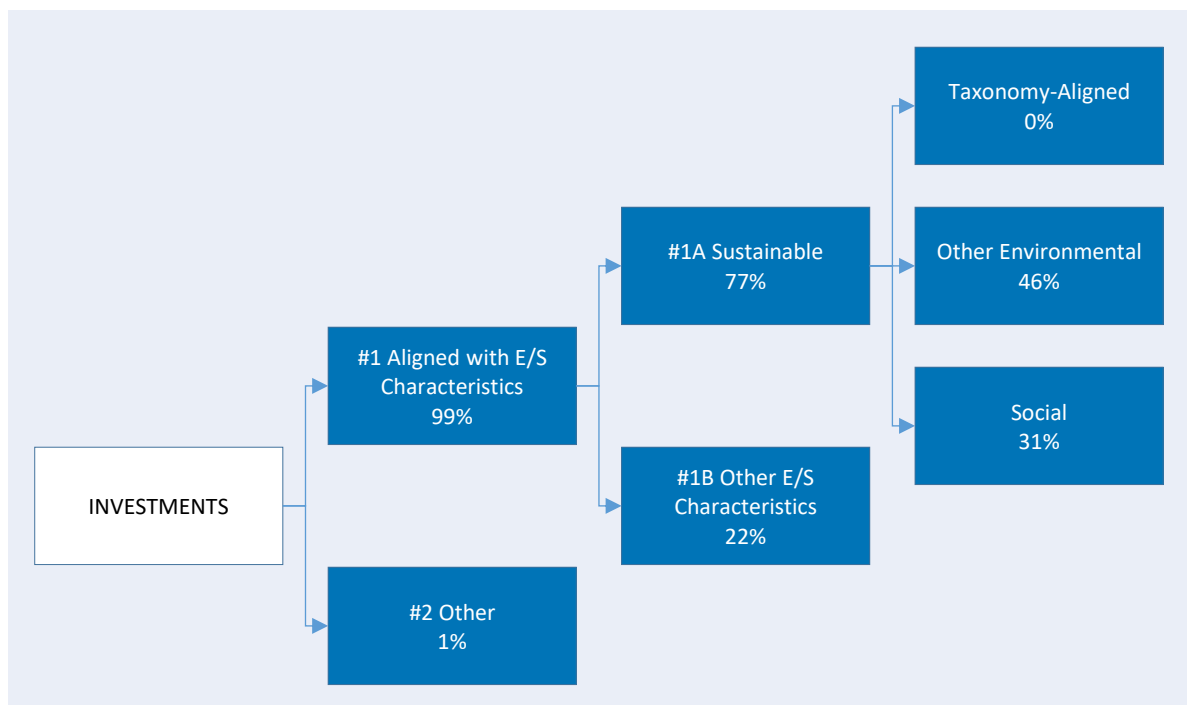 INVESTMENTS
#1 Aligned with E/S
Characteristics
99%
#2 Other
1%
#1A Sustainable
77%
#1B Other E/S
Characteristics
22%
Taxonomy-Aligned
0%
Other Environmental
46%
Social
31%